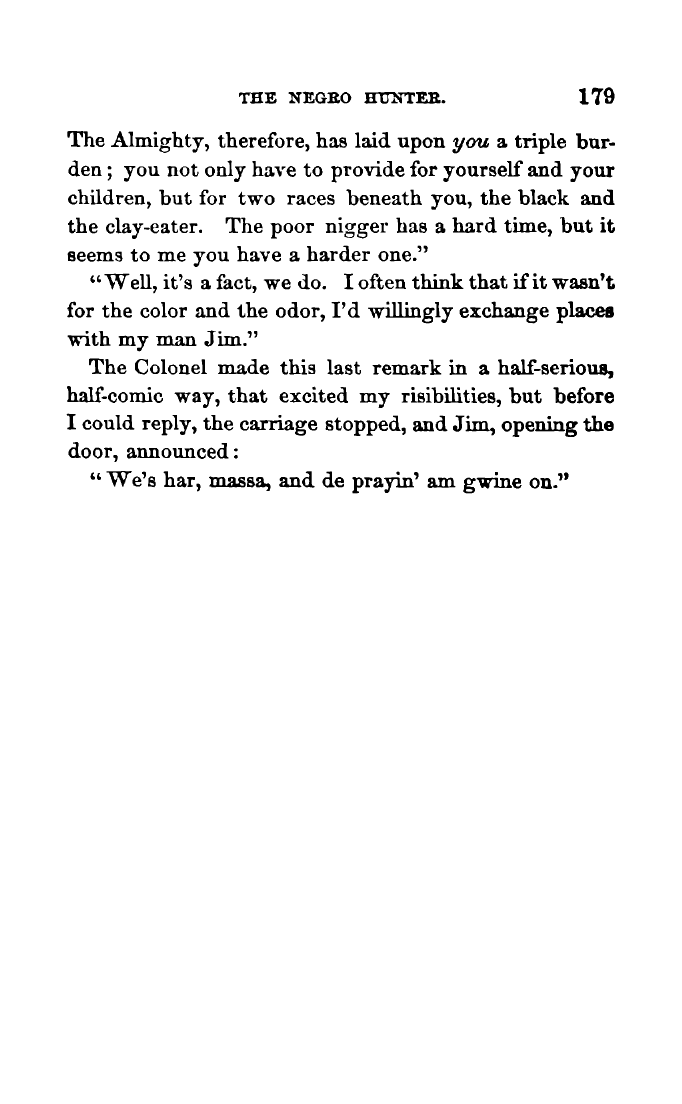 THE NEGRO HUNTER. 179
The Almighty, therefore, has laid upon you a triple bur-
den; you not only have to provide for yourself and your
children, but for two races beneath you, the black and
the clay-eater. The poor nigger has a hard time, but it
seems to me you have a harder one."
"Well, it's a fact, we do. I often think that if it wasn't
for the color and the odor, I'd willingly exchange places
with my man Jim."
The Colonel made this last remark in a half-serious,
half-comic way, that excited my risibilities, but before
I could reply, the carriage stopped, and Jim, opening the
door, announced:
"We's har, massa, and de prayin' am gwine on."